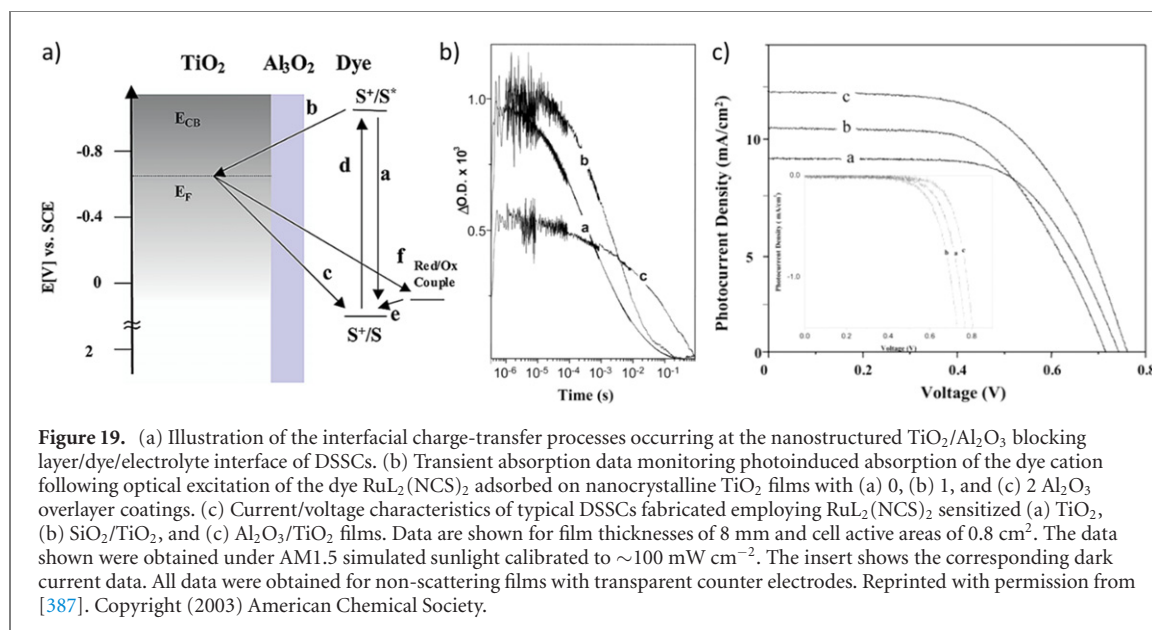 a)
TiO₂ Al₃O₂ Dye
S⁺/S*
b
E_CB
-0.8
d a
E_F
-0.4
E[V] vs. SCE
c
f
Red/Ox
Couple
0
e
S⁺/S
2
b)
1.0
b
ΔO.D. x 10³
0.5
a
c
10⁻⁶ 10⁻⁵ 10⁻⁴ 10⁻³ 10⁻² 10⁻¹
Time (s)
c)
Photocurrent Density (mA/cm²)
c
10
b
a
5
0
0 0.2 0.4 0.6 0.8
Voltage (V)
0.0
Photocurrent Density (mA/cm²)
-1.0
b a c
0.0 0.2 0.4 0.6 0.8
Voltage (V)
Figure 19. (a) Illustration of the interfacial charge-transfer processes occurring at the nanostructured TiO₂/Al₂O₃ blocking
layer/dye/electrolyte interface of DSSCs. (b) Transient absorption data monitoring photoinduced absorption of the dye cation
following optical excitation of the dye RuL₂(NCS)₂ adsorbed on nanocrystalline TiO₂ films with (a) 0, (b) 1, and (c) 2 Al₂O₃
overlayer coatings. (c) Current/voltage characteristics of typical DSSCs fabricated employing RuL₂(NCS)₂ sensitized (a) TiO₂,
(b) SiO₂/TiO₂, and (c) Al₂O₃/TiO₂ films. Data are shown for film thicknesses of 8 mm and cell active areas of 0.8 cm². The data
shown were obtained under AM1.5 simulated sunlight calibrated to ∼100 mW cm⁻². The insert shows the corresponding dark
current data. All data were obtained for non-scattering films with transparent counter electrodes. Reprinted with permission from
[387]. Copyright (2003) American Chemical Society.